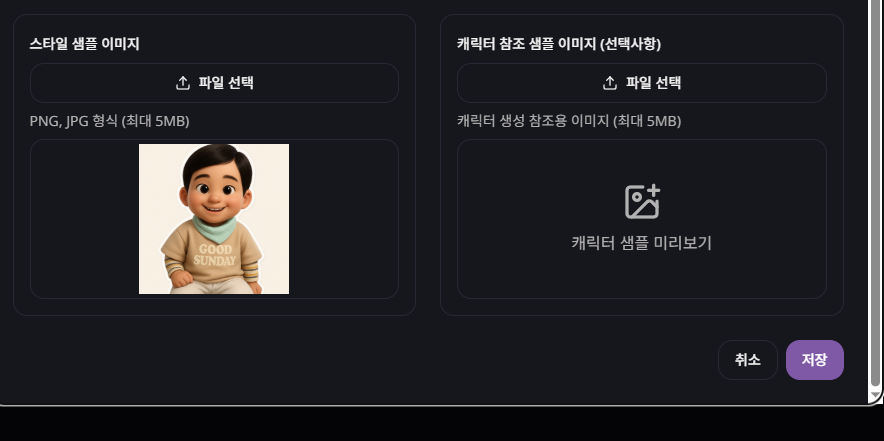 스타일 샘플 이미지
파일 선택
PNG, JPG 형식 (최대 5MB)
GOOD
SUNDAY
캐릭터 참조 샘플 이미지 (선택사항)
파일 선택
캐릭터 생성 참조용 이미지 (최대 5MB)
캐릭터 샘플 미리보기
취소
저장